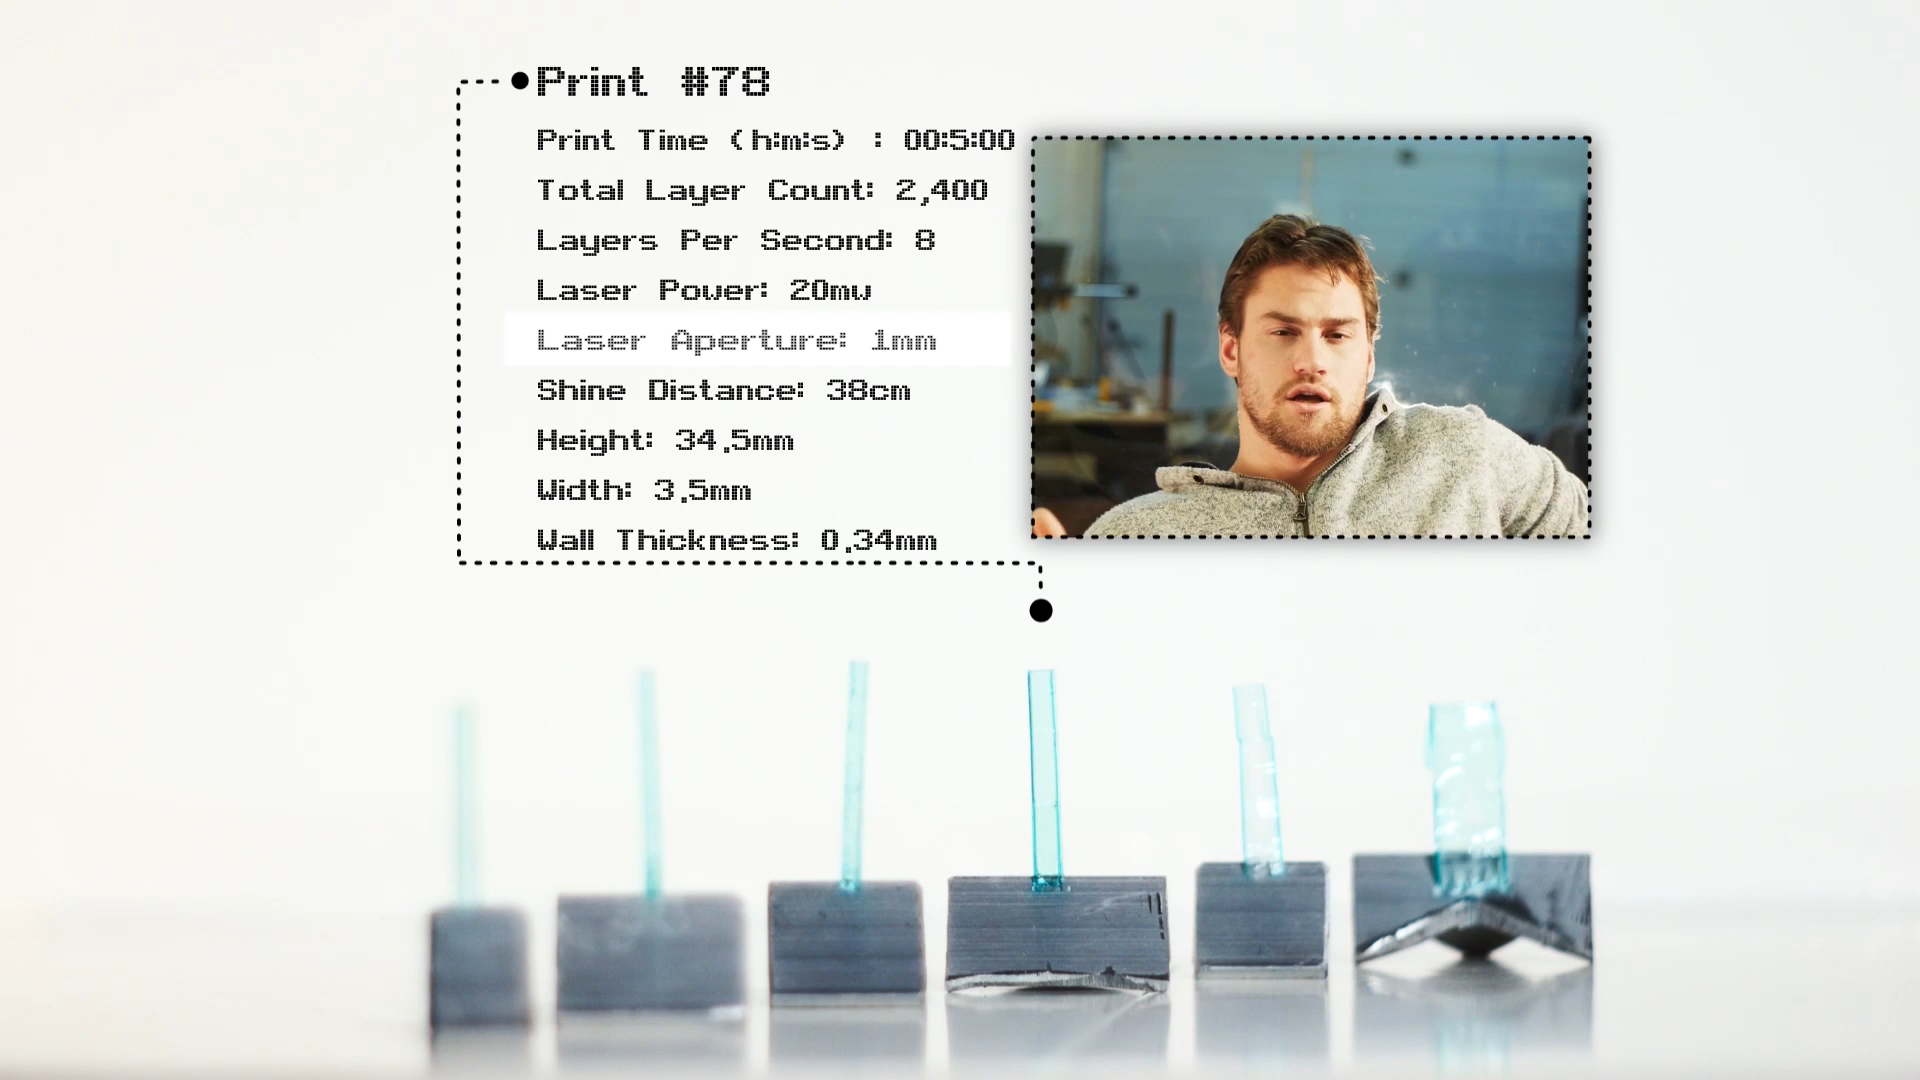 Print #78
Print Time (h:m:s) : 00:5:00
Total Layer Count: 2,400
Layers Per Second: 8
Laser Power: 20mw
Laser Aperture: 1mm
Shine Distance: 38cm
Height: 34.5mm
Width: 3.5mm
Wall Thickness: 0.34mm